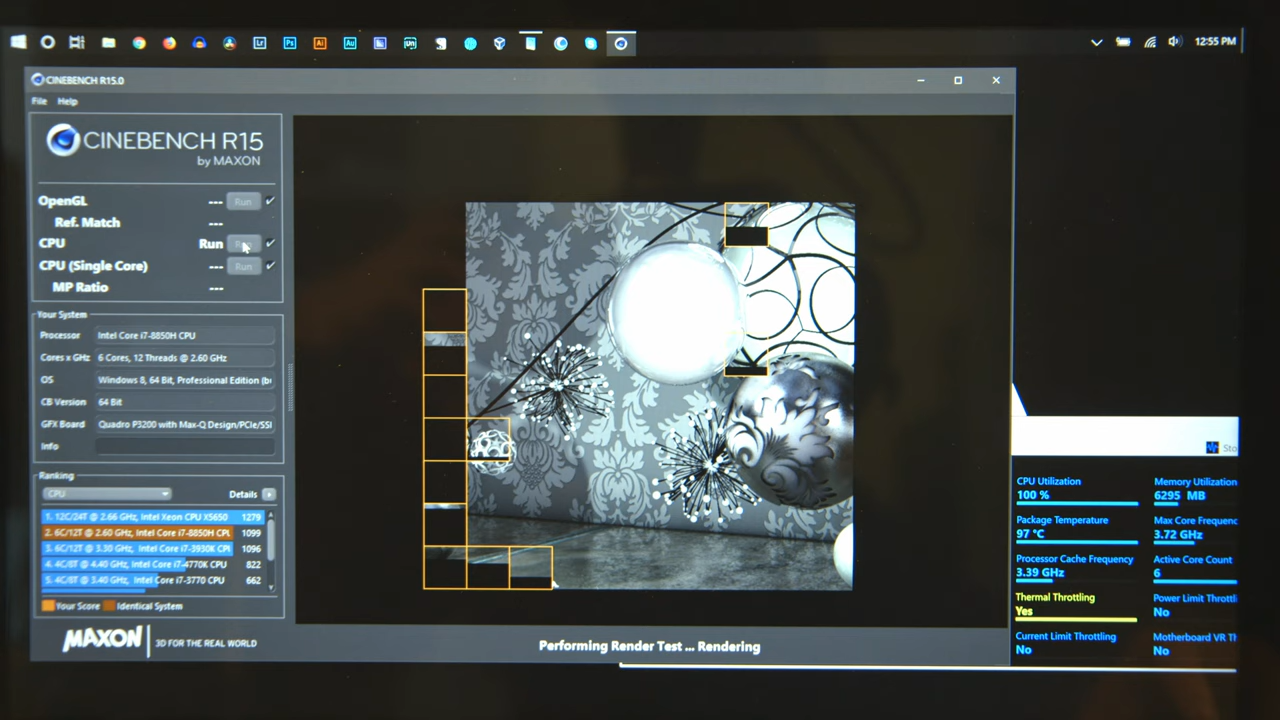 12:55 PM
Lr Ps Ai Au
CINEBENCH R15.0
File Help
CINEBENCH R15
by MAXON
OpenGL --- Run
Ref. Match ---
CPU Run
CPU (Single Core) --- Run
MP Ratio ---
Your System
Processor Intel Core i7-8850H CPU
Cores x GHz 6 Cores, 12 Threads @ 2.60 GHz
OS Windows 8, 64 Bit, Professional Edition (b
CB Version 64 Bit
GFX Board Quadro P3200 with Max-Q Design/PCIe/SS
Info
Ranking
CPU Details
1. 12C/24T @ 2.66 GHz, Intel Xeon CPU X5650 1279
2. 6C/12T @ 2.60 GHz, Intel Core i7-8850H CPU 1099
3. 6C/12T @ 3.30 GHz, Intel Core i7-3930K CPU 1096
4. 4C/8T @ 4.40 GHz, Intel Core i7-4770K CPU 822
5. 4C/8T @ 3.40 GHz, Intel Core i7-3770 CPU 662
Your Score Identical System
MAXON 3D FOR THE REAL WORLD
Performing Render Test ... Rendering
Sto
CPU Utilization Memory Utilization
100 % 6295 MB
Package Temperature Max Core Frequenc
97 °C 3.72 GHz
Processor Cache Frequency Active Core Count
3.39 GHz 6
Thermal Throttling Power Limit Throttl
Yes No
Current Limit Throttling Motherboard VR Th
No No